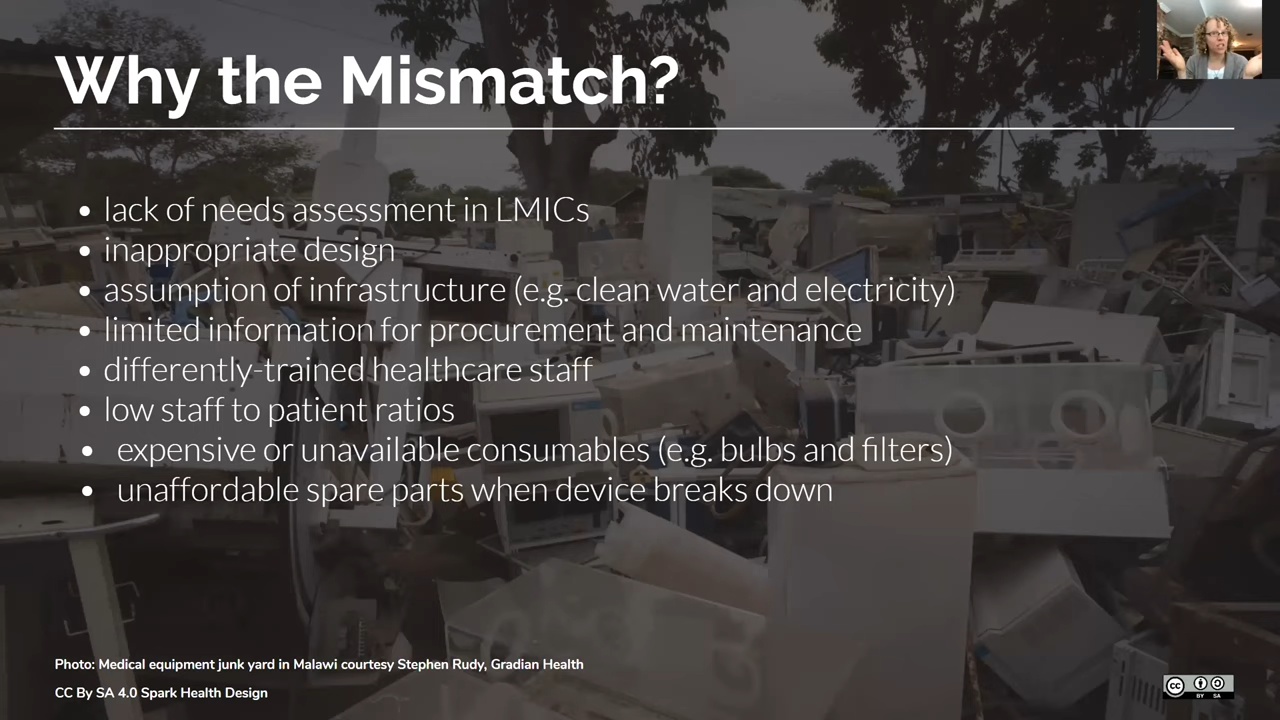 Why the Mismatch?
• lack of needs assessment in LMICs
• inappropriate design
• assumption of infrastructure (e.g. clean water and electricity)
• limited information for procurement and maintenance
• differently-trained healthcare staff
• low staff to patient ratios
• expensive or unavailable consumables (e.g. bulbs and filters)
• unaffordable spare parts when device breaks down
Photo: Medical equipment junk yard in Malawi courtesy Stephen Rudy, Gradian Health
CC By SA 4.0 Spark Health Design
cc
BY SA